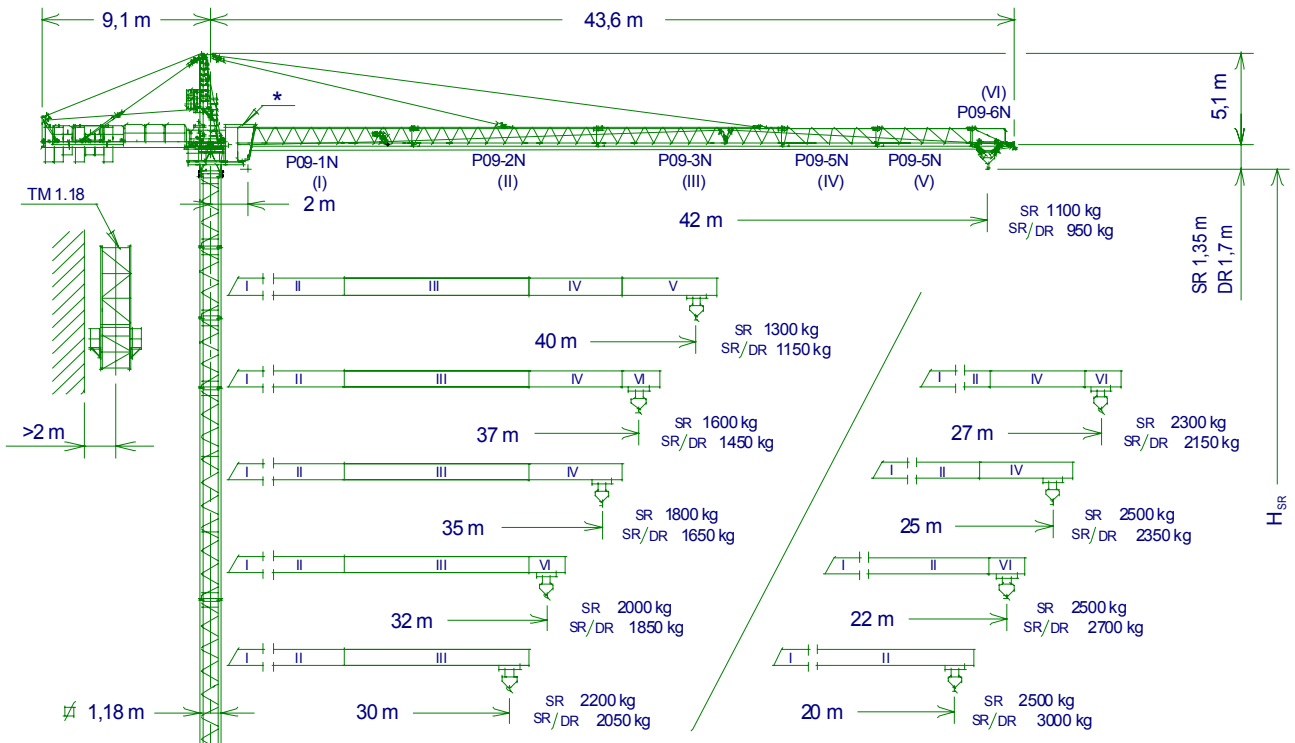 9,1 m
43,6 m
5,1 m
*
(VI)
P09-6N
P09-1N
(I)
P09-2N
(II)
P09-3N
(III)
P09-5N
(IV)
P09-5N
(V)
2 m
TM 1.18
>2 m
42 m
SR 1100 kg
SR/DR 950 kg
SR 1,35 m
DR 1,7 m
H SR
I II III IV V
40 m
SR 1300 kg
SR/DR 1150 kg
I II III IV VI
37 m
SR 1600 kg
SR/DR 1450 kg
I II IV VI
27 m
SR 2300 kg
SR/DR 2150 kg
I II III IV
35 m
SR 1800 kg
SR/DR 1650 kg
I II IV
25 m
SR 2500 kg
SR/DR 2350 kg
I II III VI
32 m
SR 2000 kg
SR/DR 1850 kg
I II VI
22 m
SR 2500 kg
SR/DR 2700 kg
I II III
30 m
SR 2200 kg
SR/DR 2050 kg
I II
20 m
SR 2500 kg
SR/DR 3000 kg
1,18 m